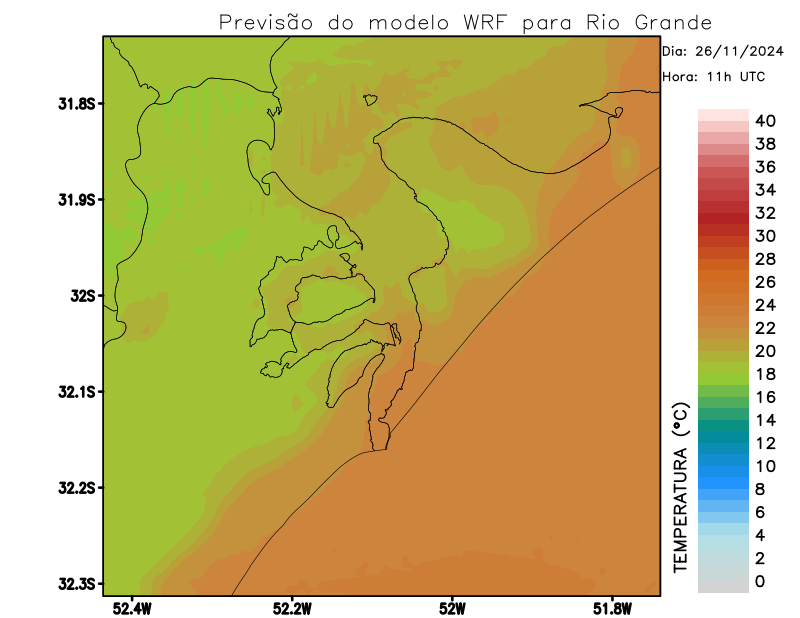 Previsão do modelo WRF para Rio Grande
Dia: 26/11/2024
Hora: 11h UTC
31.8S
31.9S
32S
32.1S
32.2S
32.3S
52.4W
52.2W
52W
51.8W
TEMPERATURA (°C)
40
38
36
34
32
30
28
26
24
22
20
18
16
14
12
10
8
6
4
2
0